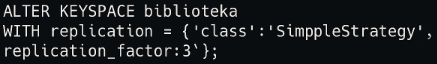 ALTER KEYSPACE biblioteka
WITH replication = {'class':'SimppleStrategy',
replication_factor:3‵};